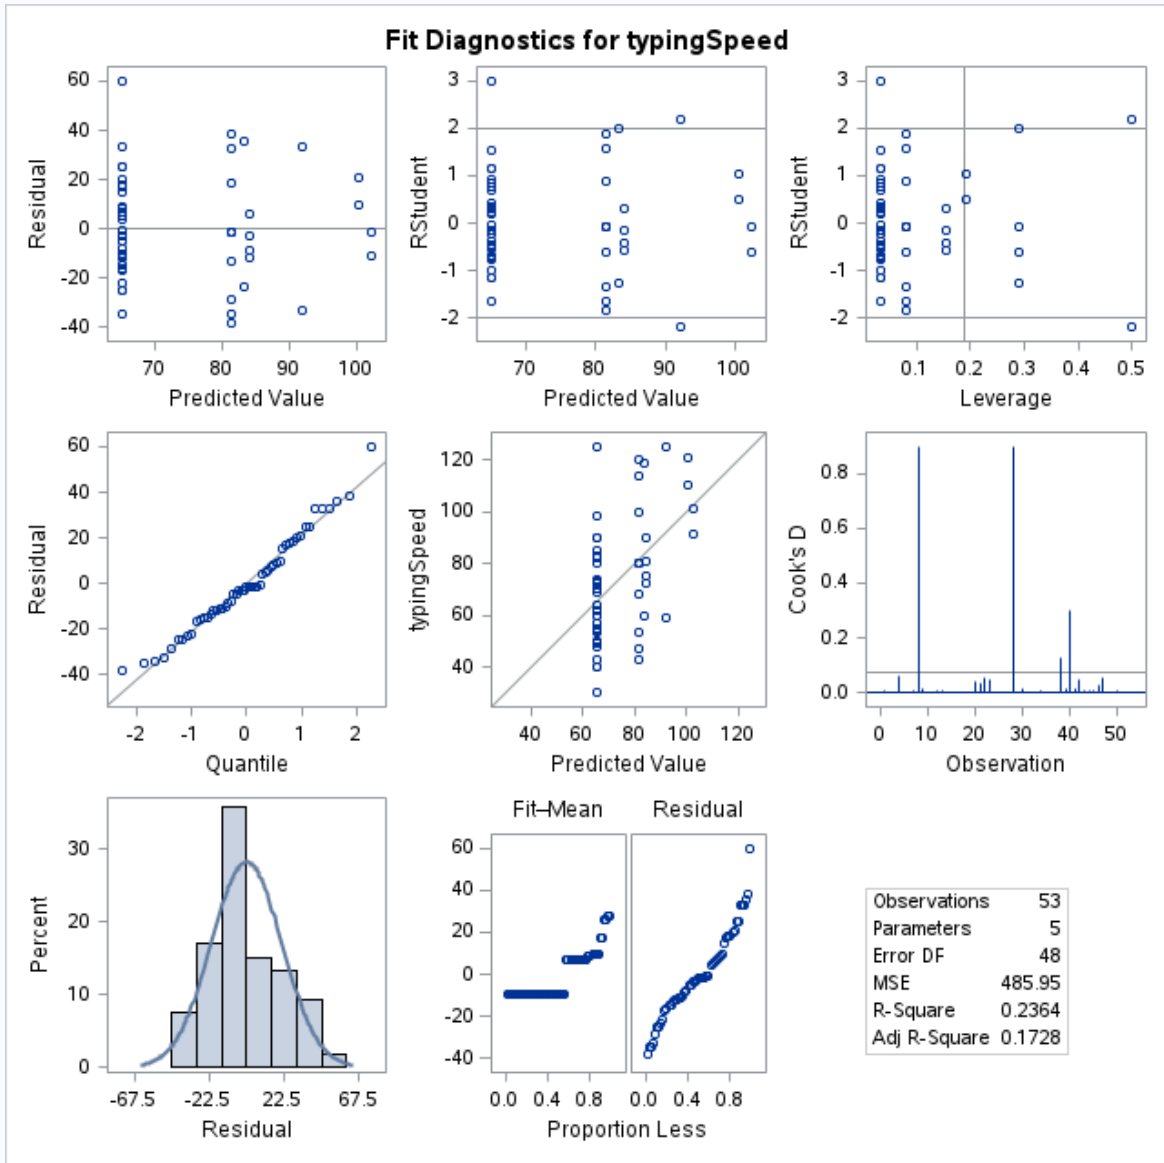 Fit Diagnostics for typingSpeed
60
40
20
0
-20
-40
Residual
70 80 90 100
Predicted Value
3
2
1
0
-1
-2
RStudent
70 80 90 100
Predicted Value
3
2
1
0
-1
-2
RStudent
0.1 0.2 0.3 0.4 0.5
Leverage
60
40
20
0
-20
-40
Residual
-2 -1 0 1 2
Quantile
120
100
80
60
40
typingSpeed
40 60 80 100 120
Predicted Value
0.8
0.6
0.4
0.2
0.0
Cook's D
0 10 20 30 40 50
Observation
30
20
10
0
Percent
-67.5 -22.5 22.5 67.5
Residual
Fit–Mean Residual
60
40
20
0
-20
-40
0.0 0.4 0.8 0.0 0.4 0.8
Proportion Less
Observations 53
Parameters 5
Error DF 48
MSE 485.95
R-Square 0.2364
Adj R-Square 0.1728